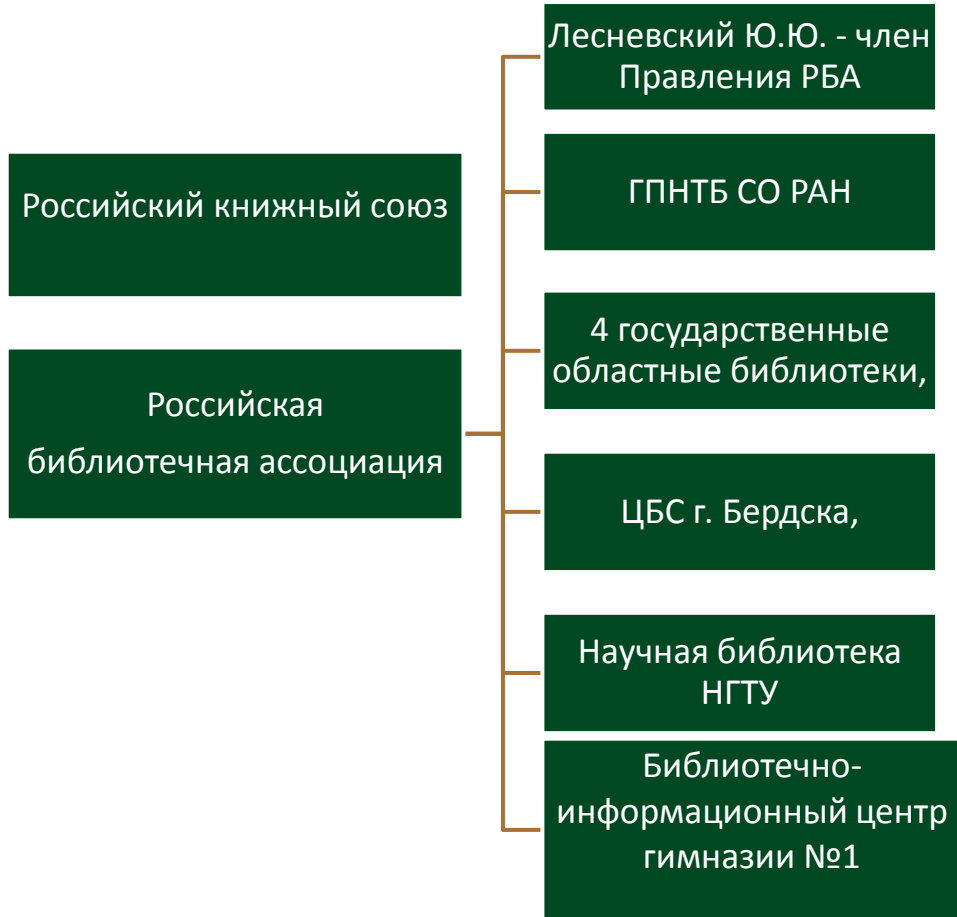 Российский книжный союз
Российская
библиотечная ассоциация
Лесневский Ю.Ю. - член
Правления РБА
ГПНТБ СО РАН
4 государственные
областные библиотеки,
ЦБС г. Бердска,
Научная библиотека
НГТУ
Библиотечно-
информационный центр
гимназии №1